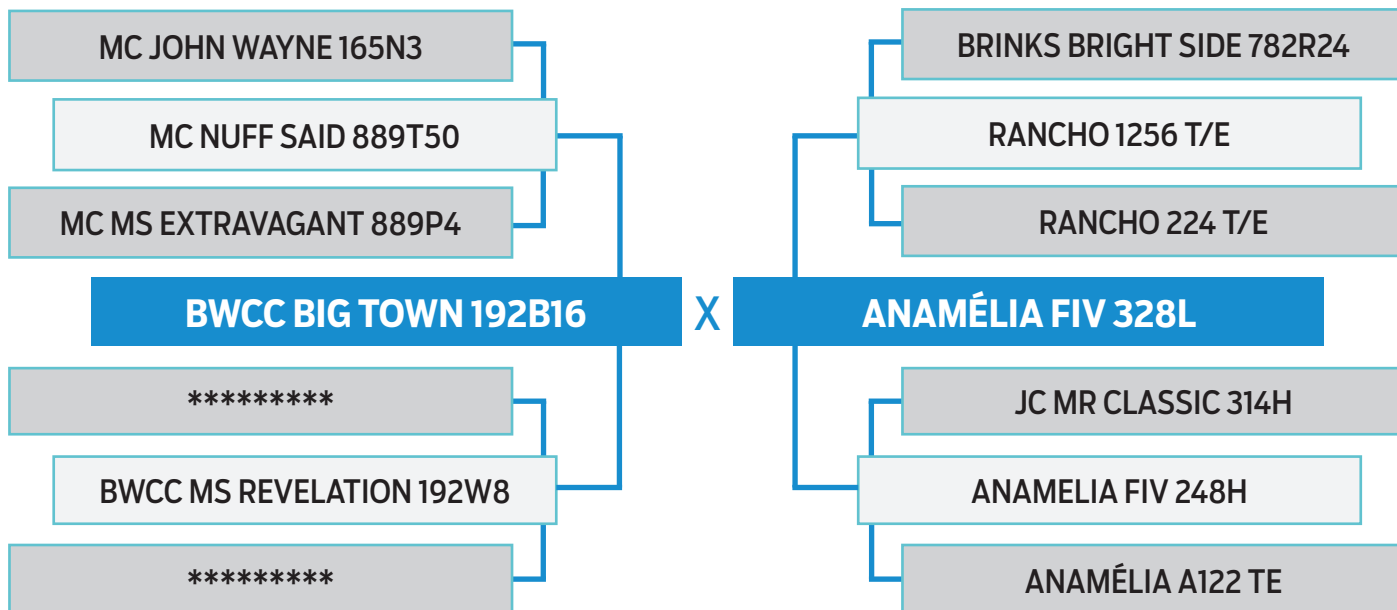 MC JOHN WAYNE 165N3
MC NUFF SAID 889T50
MC MS EXTRAVAGANT 889P4
BRINKS BRIGHT SIDE 782R24
RANCHO 1256 T/E
RANCHO 224 T/E
BWCC BIG TOWN 192B16 X ANAMÉLIA FIV 328L
*********
BWCC MS REVELATION 192W8
*********
JC MR CLASSIC 314H
ANAMELIA FIV 248H
ANAMÉLIA A122 TE